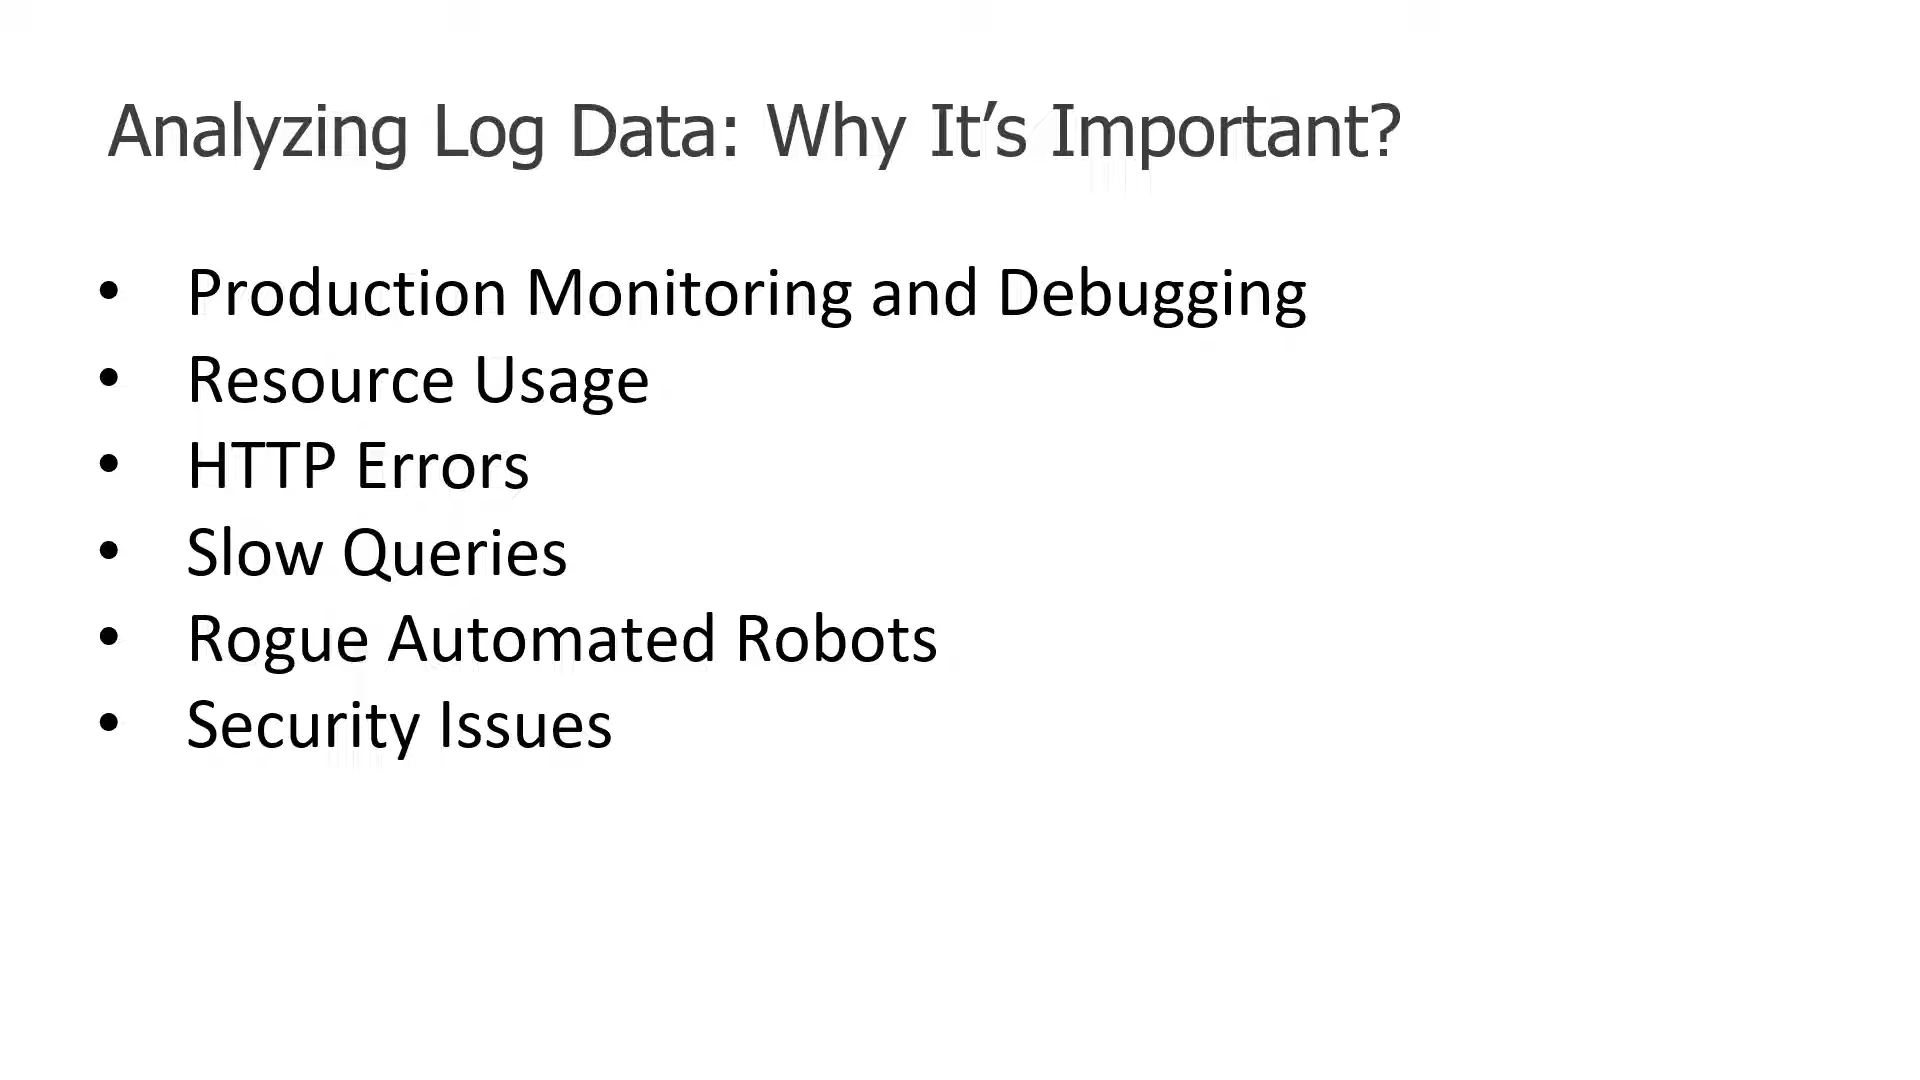 Analyzing Log Data: Why It’s Important?
• Production Monitoring and Debugging
• Resource Usage
• HTTP Errors
• Slow Queries
• Rogue Automated Robots
• Security Issues